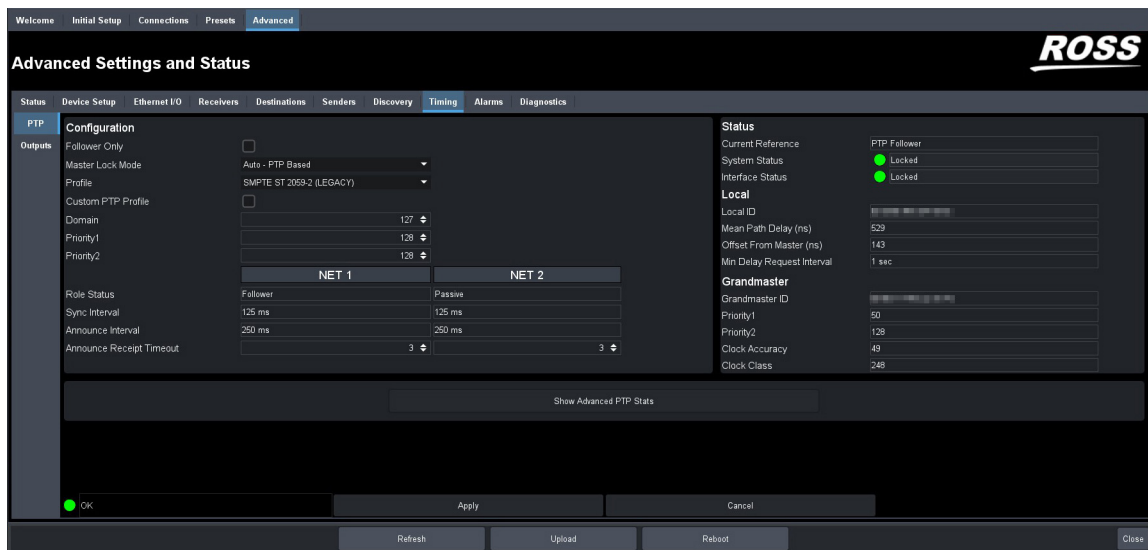 Welcome Initial Setup Connections Presets Advanced
Advanced Settings and Status
ROSS
Status Device Setup Ethernet I/O Receivers Destinations Senders Discovery Timing Alarms Diagnostics
PTP
Outputs
Configuration
Follower Only
Master Lock Mode Auto - PTP Based
Profile SMPTE ST 2059-2 (LEGACY)
Custom PTP Profile
Domain 127
Priority1 128
Priority2 128
NET 1 NET 2
Role Status Follower Passive
Sync Interval 125 ms 125 ms
Announce Interval 250 ms 250 ms
Announce Receipt Timeout 3 3
Status
Current Reference PTP Follower
System Status Locked
Interface Status Locked
Local
Local ID
Mean Path Delay (ns) 529
Offset From Master (ns) 143
Min Delay Request Interval 1 sec
Grandmaster
Grandmaster ID
Priority1 50
Priority2 128
Clock Accuracy 49
Clock Class 248
Show Advanced PTP Stats
OK Apply Cancel
Refresh Upload Reboot Close